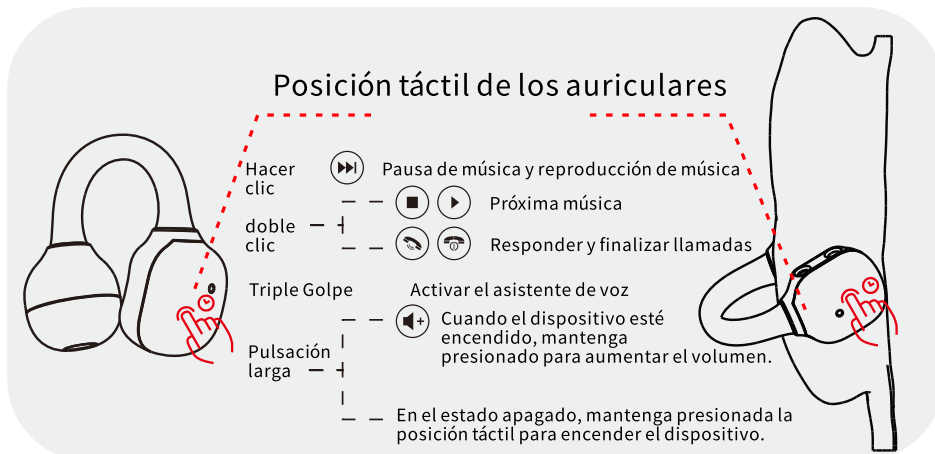 Posición táctil de los auriculares
Hacer
clic
Pausa de música y reproducción de música
doble
clic
Próxima música
Responder y finalizar llamadas
Triple Golpe
Activar el asistente de voz
Pulsación
larga
Cuando el dispositivo esté
encendido, mantenga
presionado para aumentar el volumen.
En el estado apagado, mantenga presionada la
posición táctil para encender el dispositivo.